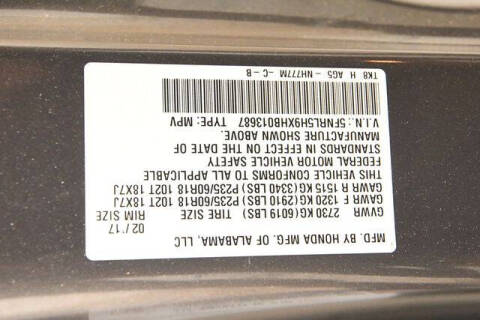 MFD. BY HONDA MFG. OF ALABAMA, LLC 02/'17
GVWR 2730 KG(6019 LBS) TIRE SIZE RIM SIZE
GAWR F 1320 KG(2910 LBS) P235/60R18 102T 18X7J
GAWR R 1515 KG(3340 LBS) P235/60R18 102T 18X7J
THIS VEHICLE CONFORMS TO ALL APPLICABLE
FEDERAL MOTOR VEHICLE SAFETY
STANDARDS IN EFFECT ON THE DATE OF
MANUFACTURE SHOWN ABOVE.
V.I.N.: 5FNRL5H9XHB013687 TYPE: MPV
TK8 H AG5 - NH777M -C-B